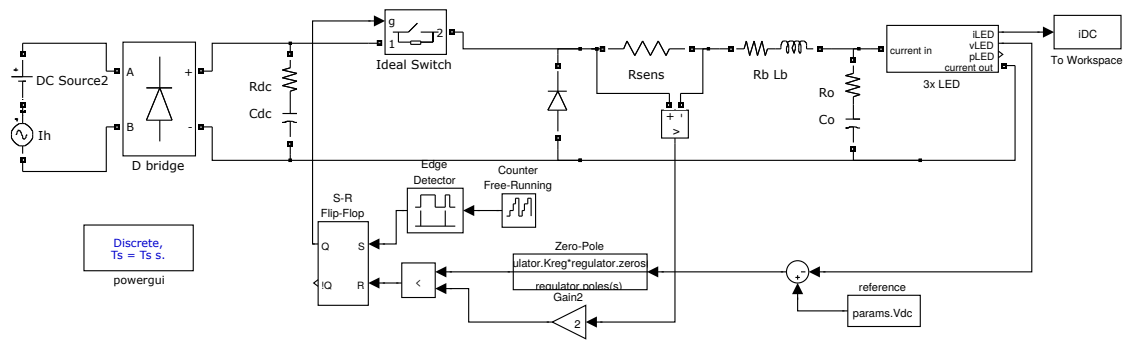 g
1
2
Ideal Switch
DC Source2
Ih
A
B
+
-
D bridge
Rdc
Cdc
Rsens
+ -
v
Rb Lb
Ro
Co
current in
iLED
vLED
pLED
current out
3x LED
iDC
To Workspace
Edge
Detector
Counter
Free-Running
S-R
Flip-Flop
Q
S
!Q
R
<
Zero-Pole
ulator.Kreg*regulator.zeros(
regulator.poles(s)
Gain2
2
-
+
reference
params.Vdc
Discrete,
Ts = Ts s.
powergui